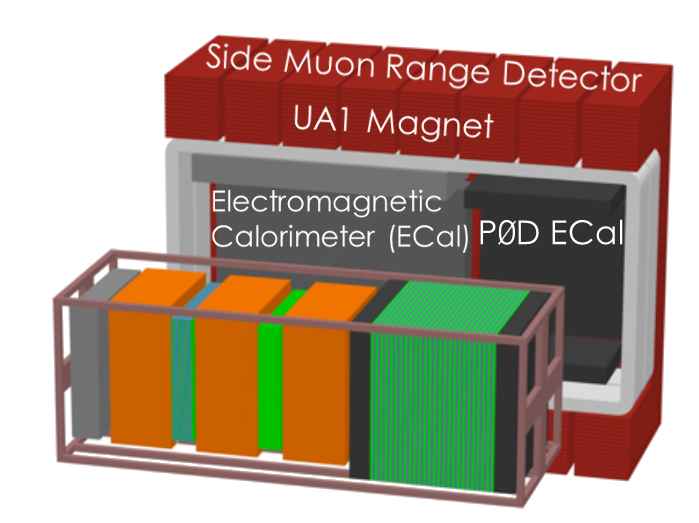 Side Muon Range Detector
UA1 Magnet
Electromagnetic
Calorimeter (ECal)
PØD ECal